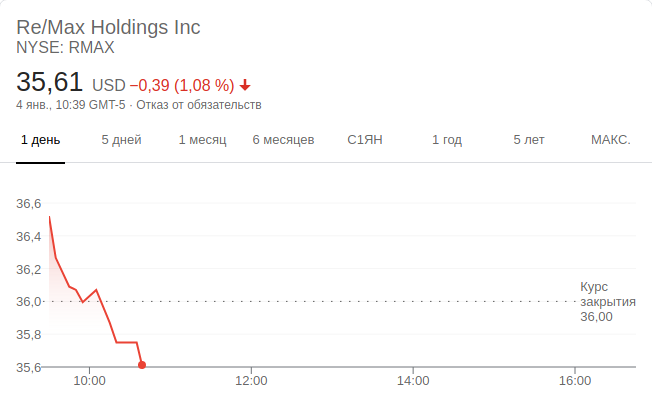 Re/Max Holdings Inc
NYSE: RMAX
35,61 USD −0,39 (1,08 %)
4 янв., 10:39 GMT-5 · Отказ от обязательств
1 день 5 дней 1 месяц 6 месяцев С1ЯН 1 год 5 лет МАКС.
36,6
36,4
36,2
36,0
35,8
35,6
Курс
закрытия
36,00
10:00 12:00 14:00 16:00